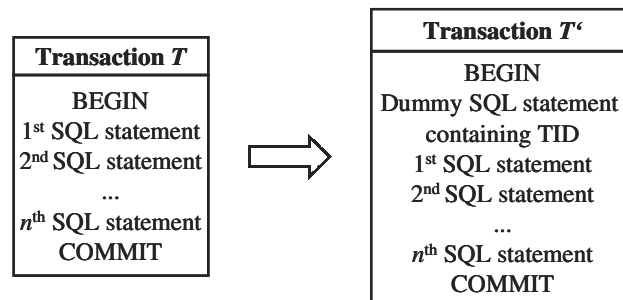 Transaction T
BEGIN
1st SQL statement
2nd SQL statement
...
nth SQL statement
COMMIT
Transaction T‘
BEGIN
Dummy SQL statement
containing TID
1st SQL statement
2nd SQL statement
...
nth SQL statement
COMMIT